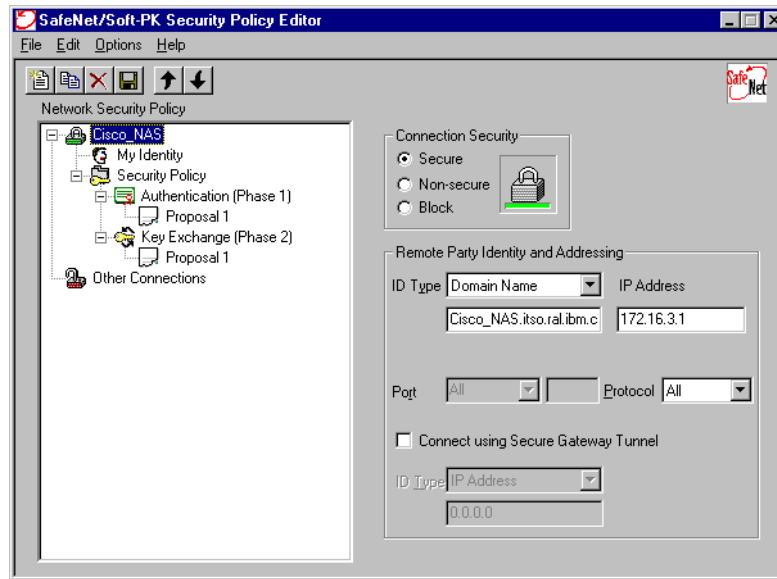 SafeNet/Soft-PK Security Policy Editor
File Edit Options Help
Safe Net
Network Security Policy
Cisco_NAS
My Identity
Security Policy
Authentication (Phase 1)
Proposal 1
Key Exchange (Phase 2)
Proposal 1
Other Connections
Connection Security
Secure
Non-secure
Block
Remote Party Identity and Addressing
ID Type Domain Name IP Address
Cisco_NAS.itso.ral.ibm.c 172.16.3.1
Port All Protocol All
Connect using Secure Gateway Tunnel
ID Type IP Address
0.0.0.0